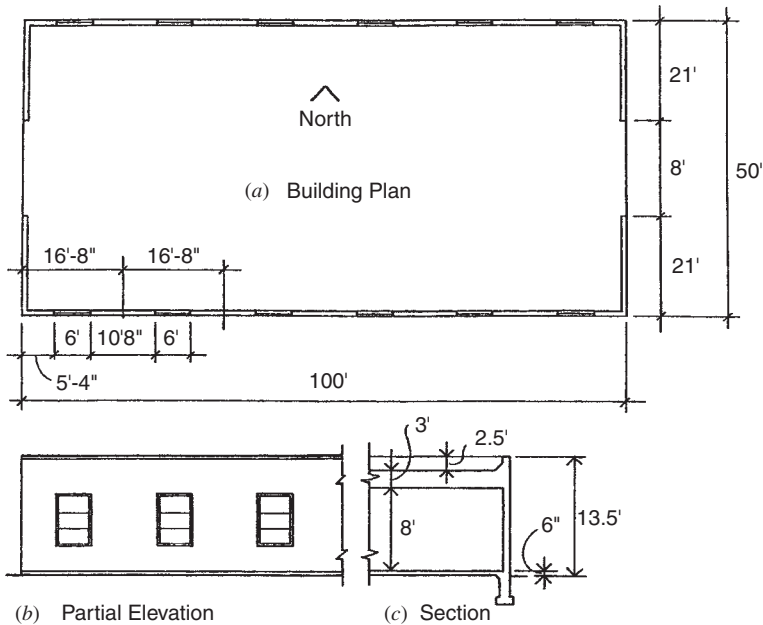 21'
North
8'
50'
(a) Building Plan
16'-8" 16'-8"
21'
6' 10'8" 6'
5'-4"
100'
3'
2.5'
8'
6"
13.5'
(b) Partial Elevation
(c) Section